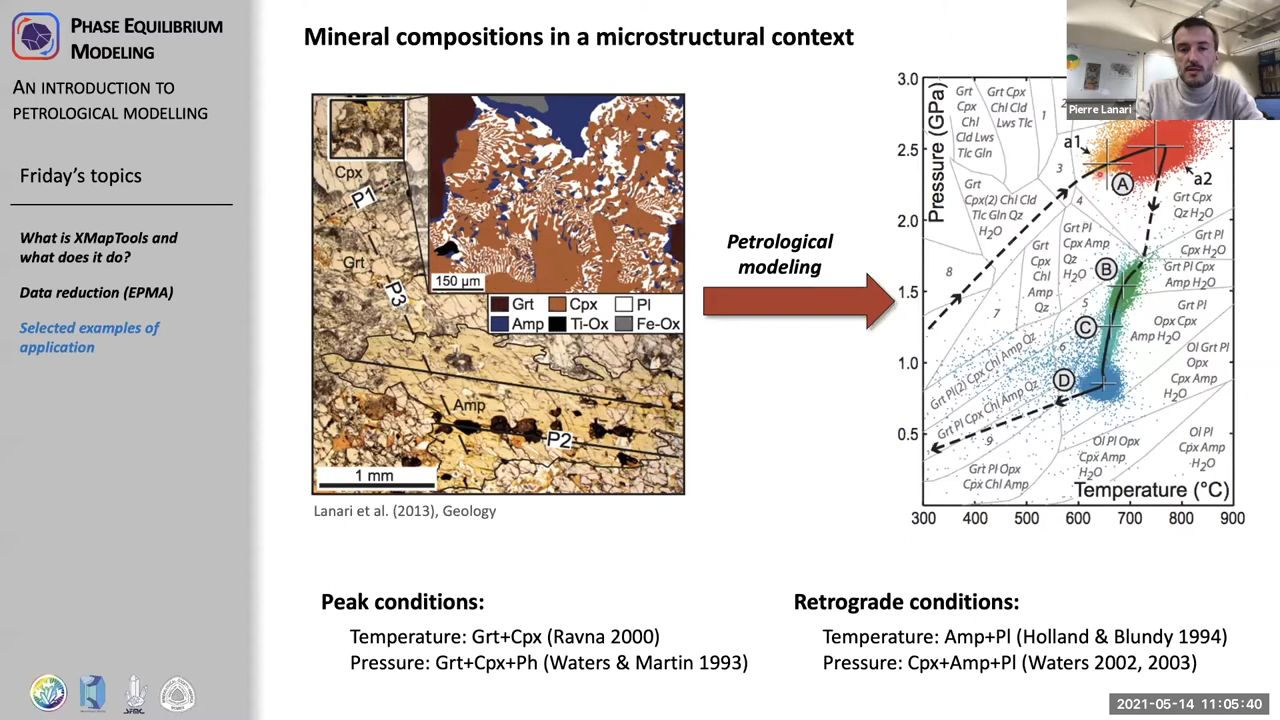 PHASE EQUILIBRIUM
MODELING
AN INTRODUCTION TO
PETROLOGICAL MODELLING
Friday's topics
What is XMapTools and
what does it do?
Data reduction (EPMA)
Selected examples of
application
Mineral compositions in a microstructural context
Cpx
P1
Grt
P3
Amp
P2
1 mm
150 µm
Grt
Cpx
Pl
Amp
Ti-Ox
Fe-Ox
Lanari et al. (2013), Geology
Petrological
modeling
Pierre Lanari
Pressure (GPa)
3.0
2.5
2.0
1.5
1.0
0.5
Grt
Cpx
Chl
Cld Lws
Tlc Gln
Grt Cpx
Chl Cld
Lws Tlc
1
2
3
a1
A
a2
Grt
Cpx(2) Chl Cld
Tlc Gln Qz
H2O
4
Grt Cpx
Qz H2O
Grt Pl
Cpx Amp
Qz
H2O
Grt Pl
Cpx H2O
Grt
Cpx
Chl
Amp
Qz
B
Grt Pl Cpx
Amp H2O
8
5
7
C
Grt Pl
Opx Cpx
Amp H2O
6
Grt Pl(2) Cpx Chl Amp Qz
D
Ol Grt Pl
Opx
Cpx Amp
H2O
Grt Pl Cpx Chl Amp Qz
9
Grt Pl Opx
Cpx Chl Amp
Ol Pl Opx
Cpx Amp
H2O
Ol Pl
Cpx Amp
H2O
Temperature (°C)
300 400 500 600 700 800 900
Peak conditions:
Temperature: Grt+Cpx (Ravna 2000)
Pressure: Grt+Cpx+Ph (Waters & Martin 1993)
Retrograde conditions:
Temperature: Amp+Pl (Holland & Blundy 1994)
Pressure: Cpx+Amp+Pl (Waters 2002, 2003)
2021-05-14 11:05:40